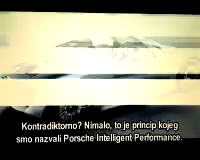 Kontradiktorno? Nimalo, to je princip kojeg
smo nazvali Porsche Intelligent Performance.